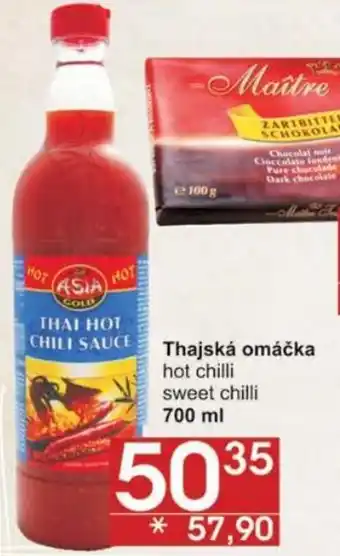 Maître
ZARTBITTER
SCHOKOLA
Chocolat noir
Cioccolato fondente
Pure chocolade
Dark chocolate
℮ 100 g
HOT
HOT
ASIA
GOLD
THAI HOT
CHILI SAUCE
Thajská omáčka
hot chilli
sweet chilli
700 ml
50 35
* 57,90